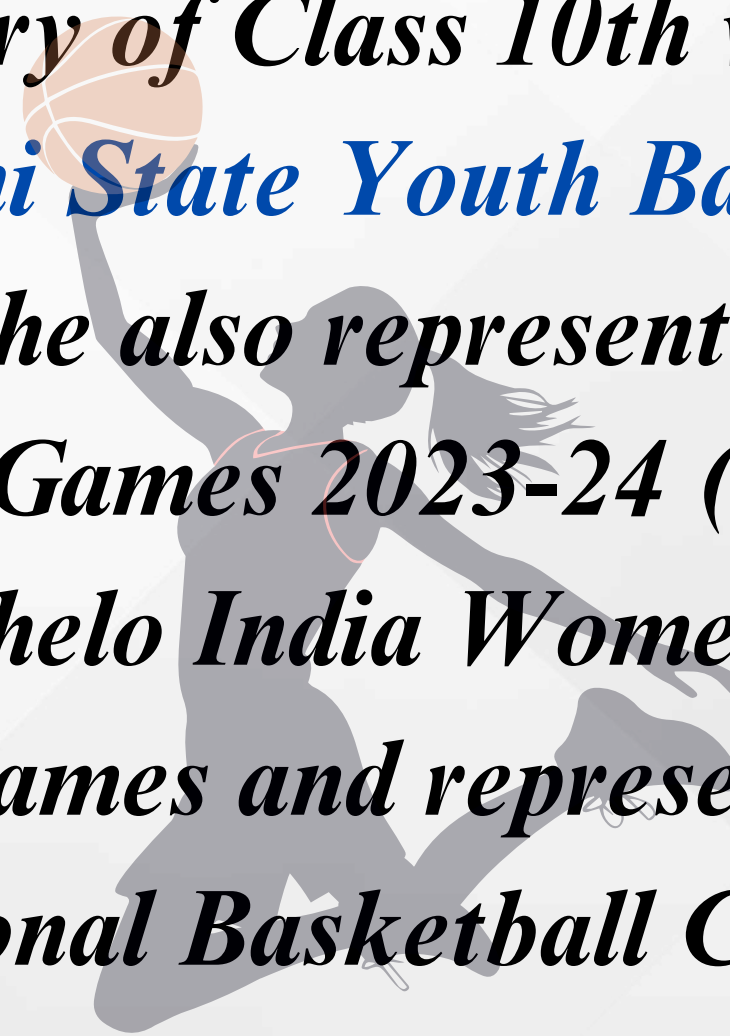 ry of Class 10th
ni State Youth Ba
he also represent
Games 2023-24 (
helo India Wome
ames and represe
onal Basketball C